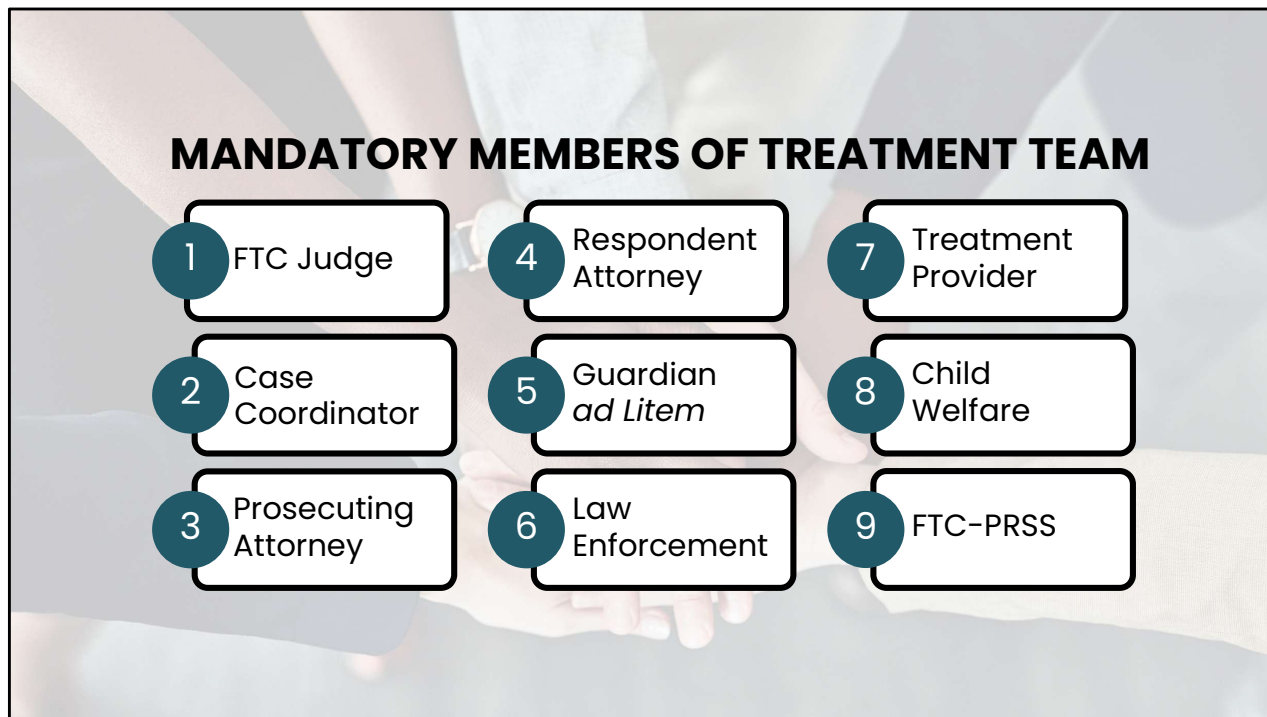 MANDATORY MEMBERS OF TREATMENT TEAM
1
FTC Judge
2
Case
Coordinator
3
Prosecuting
Attorney
4
Respondent
Attorney
5
Guardian
ad Litem
6
Law
Enforcement
7
Treatment
Provider
8
Child
Welfare
9
FTC-PRSS